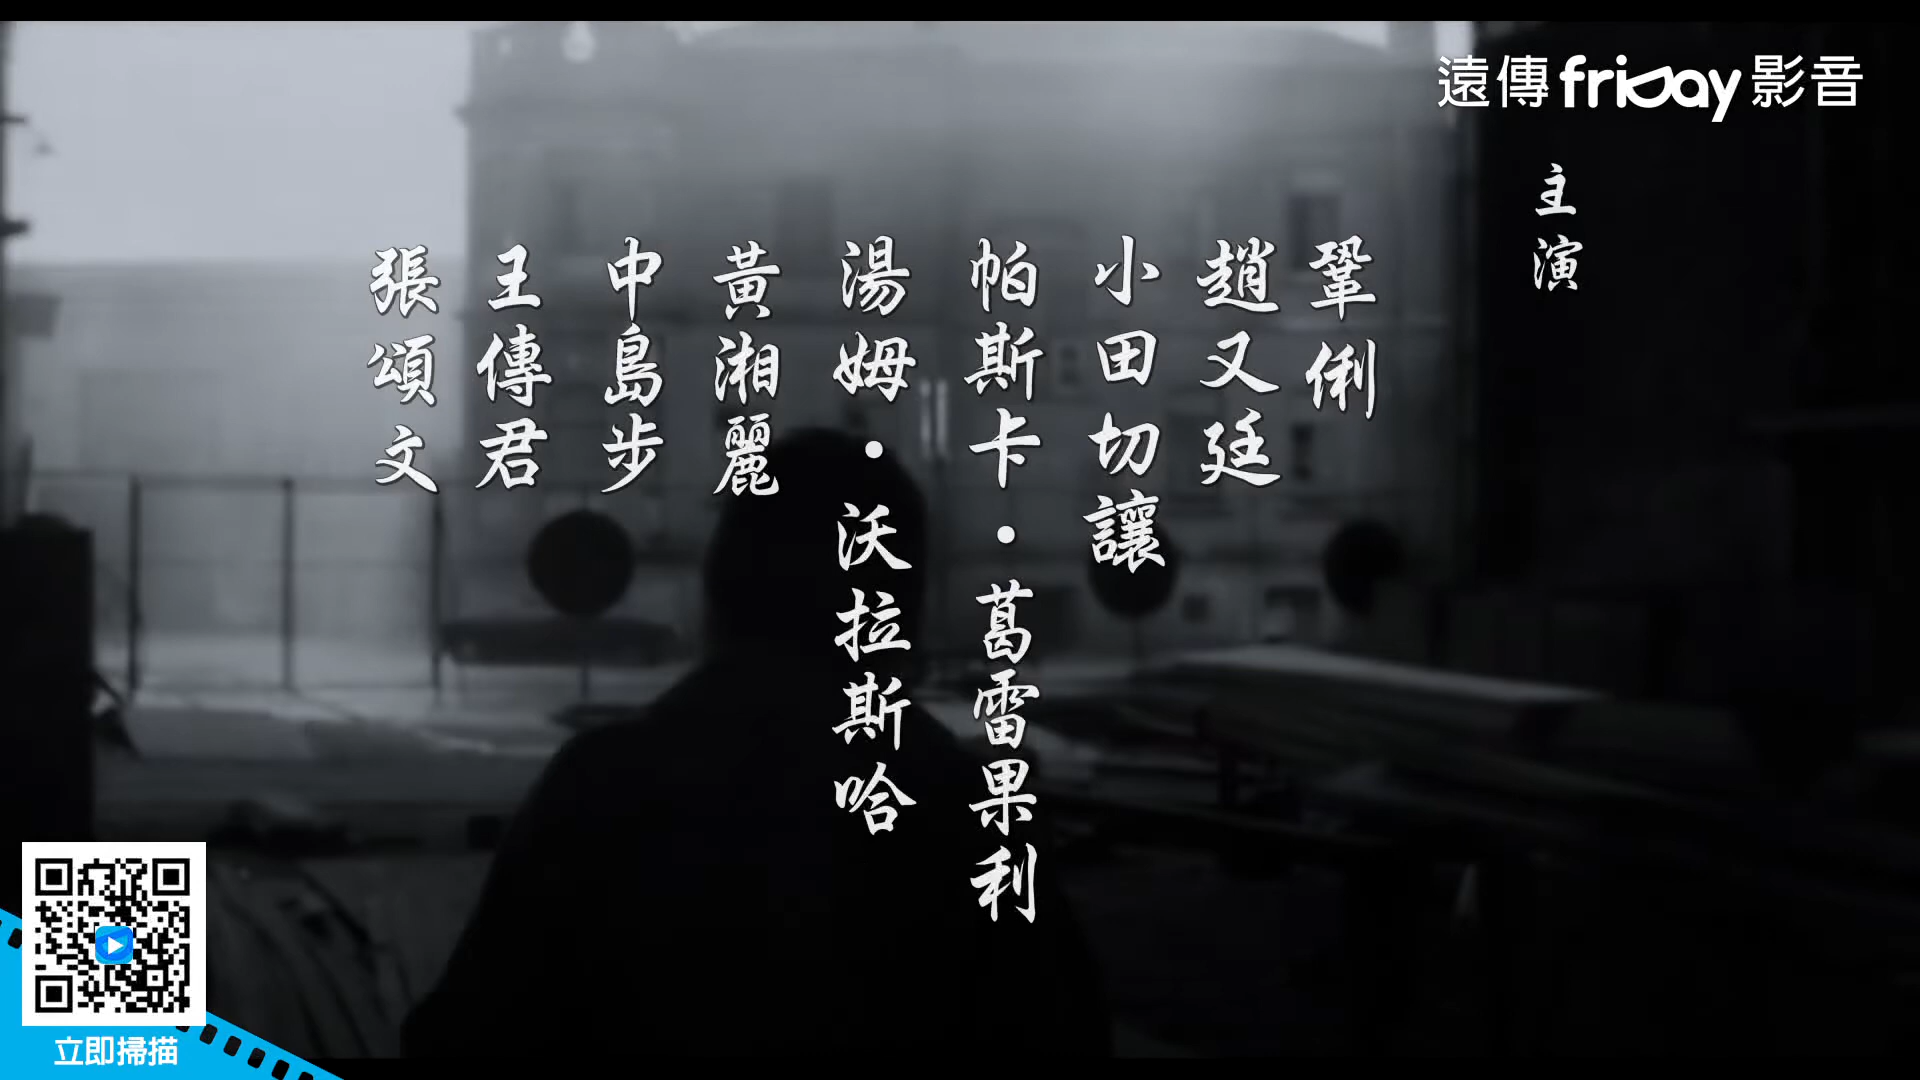 遠傳friDay影音
主演
鞏俐
趙又廷
小田切讓
帕斯卡·葛雷果利
湯姆·沃拉斯哈
黃湘麗
中島步
王傳君
張頌文
立即掃描